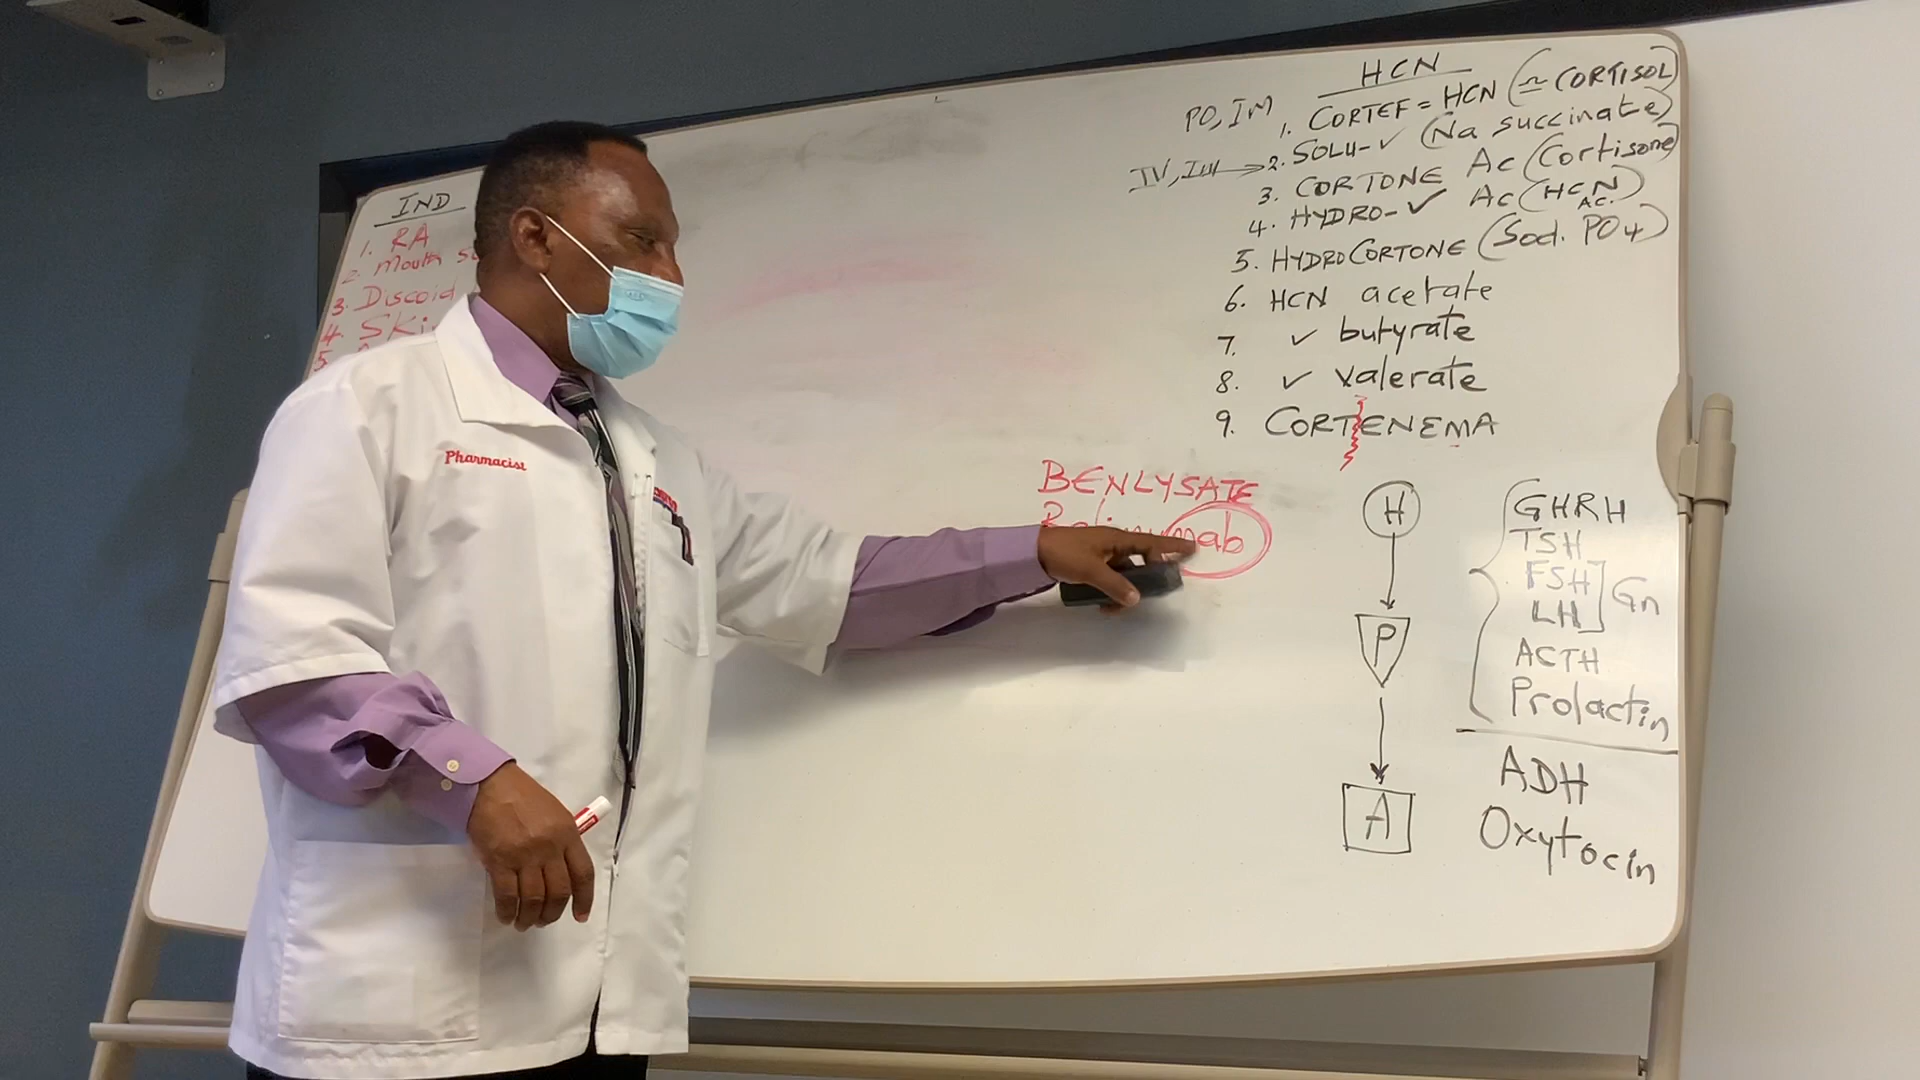 IND
1. RA
2. Mouth
3. Discoid
4.
5.
Pharmacist
HCN
PO, IM
1. CORTEF = HCN (≃ CORTISOL)
IV, IM → 2. SOLU- ✓ (Na succinate)
3. CORTONE Ac (Cortisone)
4. HYDRO- ✓ Ac (HCN Ac.)
5. HYDROCORTONE (Sod. PO4)
6. HCN acetate
7. ✓ butyrate
8. ✓ valerate
9. CORTENEMA
BENLYSATE
mab
H
P
A
GHRH
TSH
FSH
LH
Gn
ACTH
Prolactin
ADH
Oxytocin